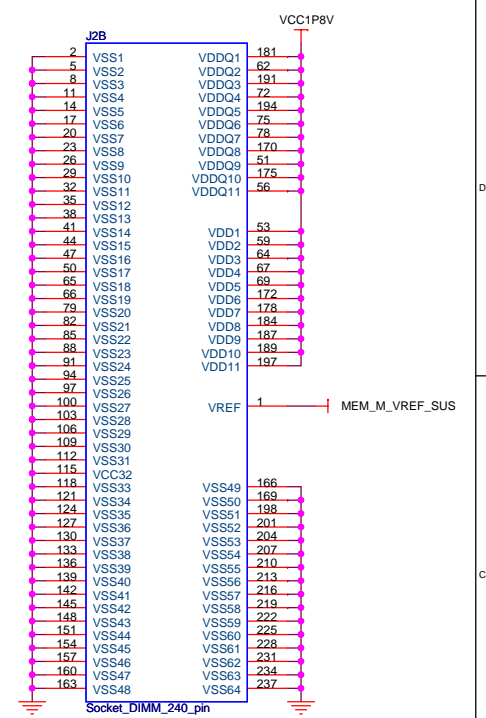 VCC1P8V
J2B
2 VSS1 VDDQ1 181
5 VSS2 VDDQ2 62
8 VSS3 VDDQ3 191
11 VSS4 VDDQ4 72
14 VSS5 VDDQ5 194
17 VSS6 VDDQ6 75
20 VSS7 VDDQ7 78
23 VSS8 VDDQ8 170
26 VSS9 VDDQ9 51
29 VSS10 VDDQ10 175
32 VSS11 VDDQ11 56
D
35 VSS12
38 VSS13
41 VSS14 VDD1 53
44 VSS15 VDD2 59
47 VSS16 VDD3 64
50 VSS17 VDD4 67
65 VSS18 VDD5 69
66 VSS19 VDD6 172
79 VSS20 VDD7 178
82 VSS21 VDD8 184
85 VSS22 VDD9 187
88 VSS23 VDD10 189
91 VSS24 VDD11 197
94 VSS25
97 VSS26
100 VSS27 VREF 1 MEM_M_VREF_SUS
103 VSS28
106 VSS29
109 VSS30
112 VSS31
115 VCC32
118 VSS33 VSS49 166
121 VSS34 VSS50 169
124 VSS35 VSS51 198
127 VSS36 VSS52 201
130 VSS37 VSS53 204
133 VSS38 VSS54 207
136 VSS39 VSS55 210
139 VSS40 VSS56 213
C
142 VSS41 VSS57 216
145 VSS42 VSS58 219
148 VSS43 VSS59 222
151 VSS44 VSS60 225
154 VSS45 VSS61 228
157 VSS46 VSS62 231
160 VSS47 VSS63 234
163 VSS48 VSS64 237
Socket_DIMM_240_pin